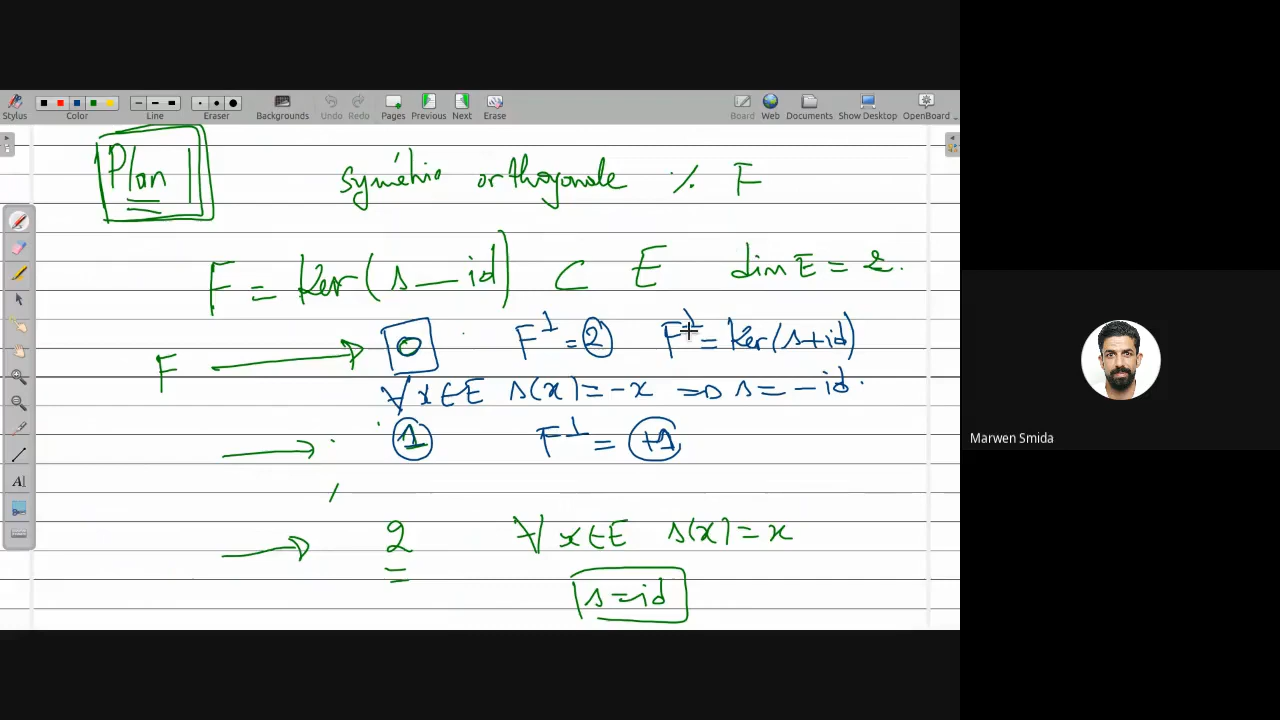 Color Line Eraser Backgrounds Undo Redo Pages Previous Next Erase Board Web Documents Show Desktop OpenBoard
Stylus
Plan symétrie orthogonale % F
F = Ker(s — id) ⊂ E dim E = 2.
F → 0 F⊥ = 2 F⊥ = Ker(s+id)
∀x∈E s(x) = -x ⇒ s = -id.
→ 1 F⊥ = +1
→ 2 ∀x∈E s(x) = x
s = id
Marwen Smida